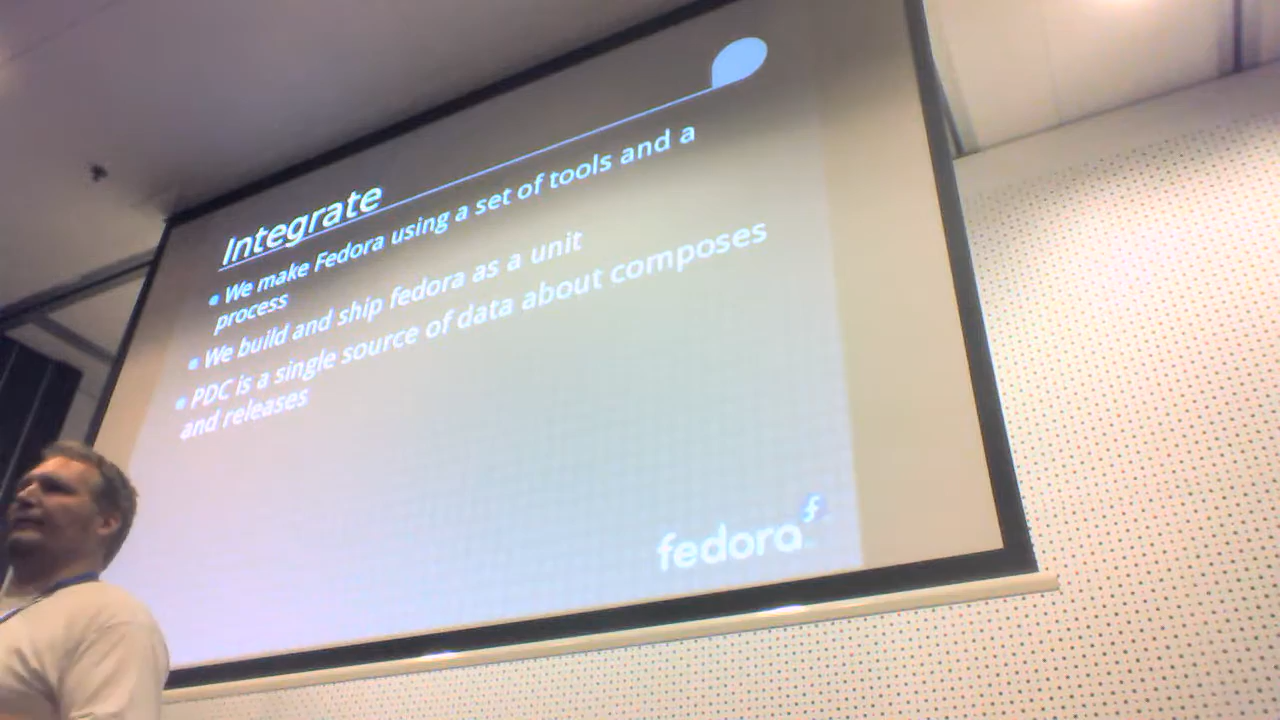 Integrate
We make Fedora using a set of tools and a
process
We build and ship fedora as a unit
PDC is a single source of data about composes
and releases
fedora